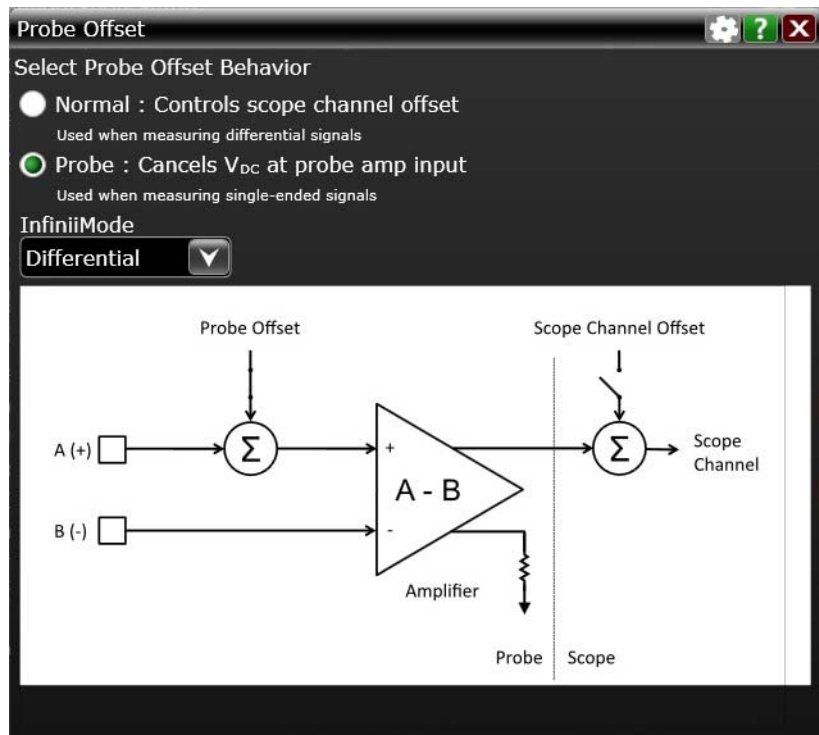 Probe Offset
?
X
Select Probe Offset Behavior
Normal : Controls scope channel offset
Used when measuring differential signals
Probe : Cancels VDC at probe amp input
Used when measuring single-ended signals
InfiniiMode
Differential
Probe Offset
Scope Channel Offset
A (+)
Σ
+
Σ
Scope
Channel
A - B
B (-)
-
Amplifier
Probe
Scope